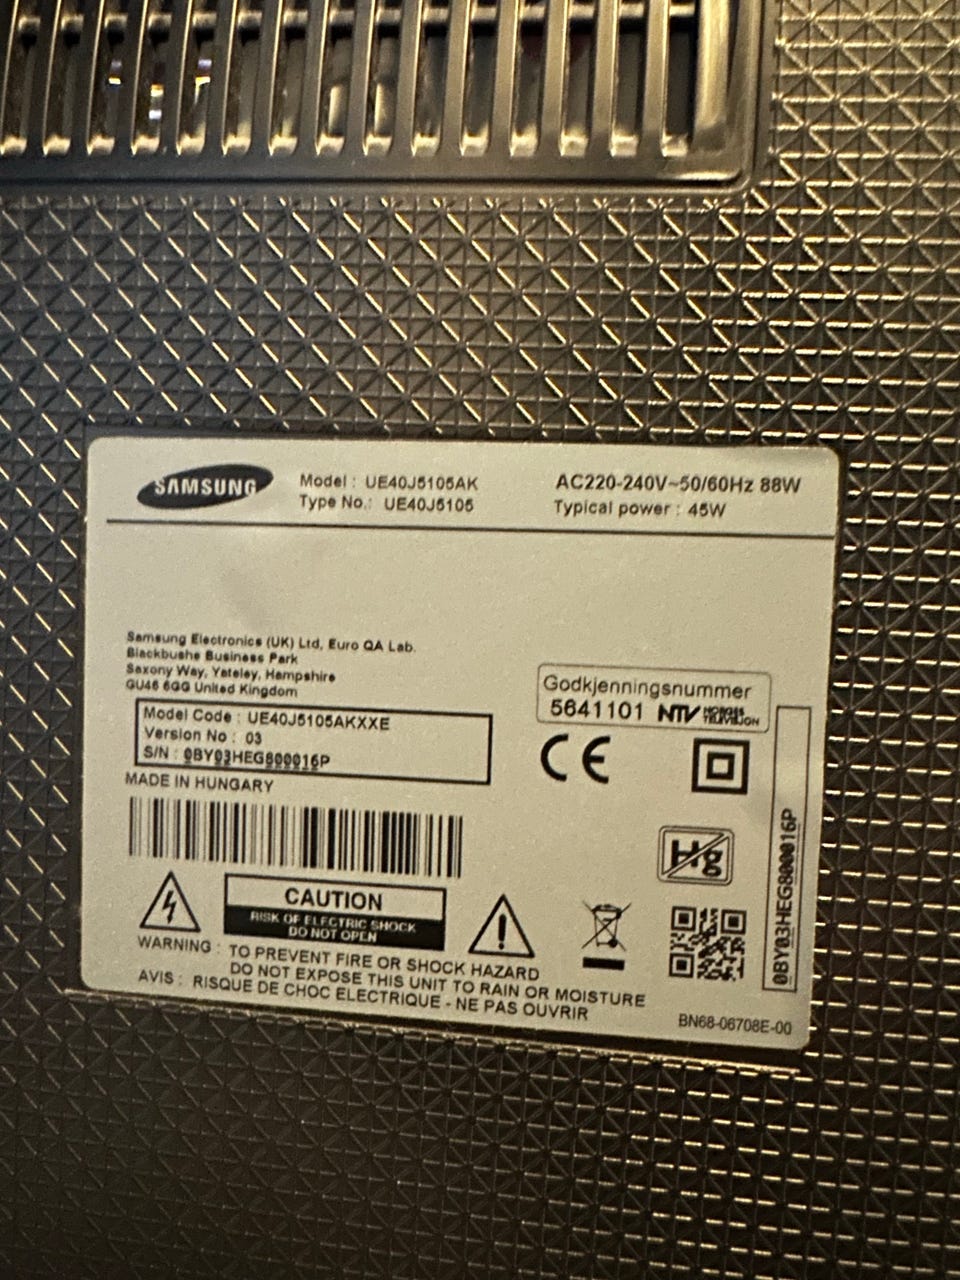 SAMSUNG
Model : UE40J5105AK
Type No.: UE40J5105
AC220-240V~50/60Hz 88W
Typical power : 45W
Samsung Electronics (UK) Ltd, Euro QA Lab.
Blackbushe Business Park
Saxony Way, Yateley, Hampshire
GU46 6GG United Kingdom
Godkjenningsnummer
5641101 NTV NORGES
TELEVISJON
Model Code : UE40J5105AKXXE
Version No : 03
S/N : 0BY03HEG800016P
MADE IN HUNGARY
CE
Hg
0BY03HEG800016P
CAUTION
RISK OF ELECTRIC SHOCK
DO NOT OPEN
WARNING : TO PREVENT FIRE OR SHOCK HAZARD
DO NOT EXPOSE THIS UNIT TO RAIN OR MOISTURE
AVIS : RISQUE DE CHOC ELECTRIQUE - NE PAS OUVRIR
BN68-06708E-00